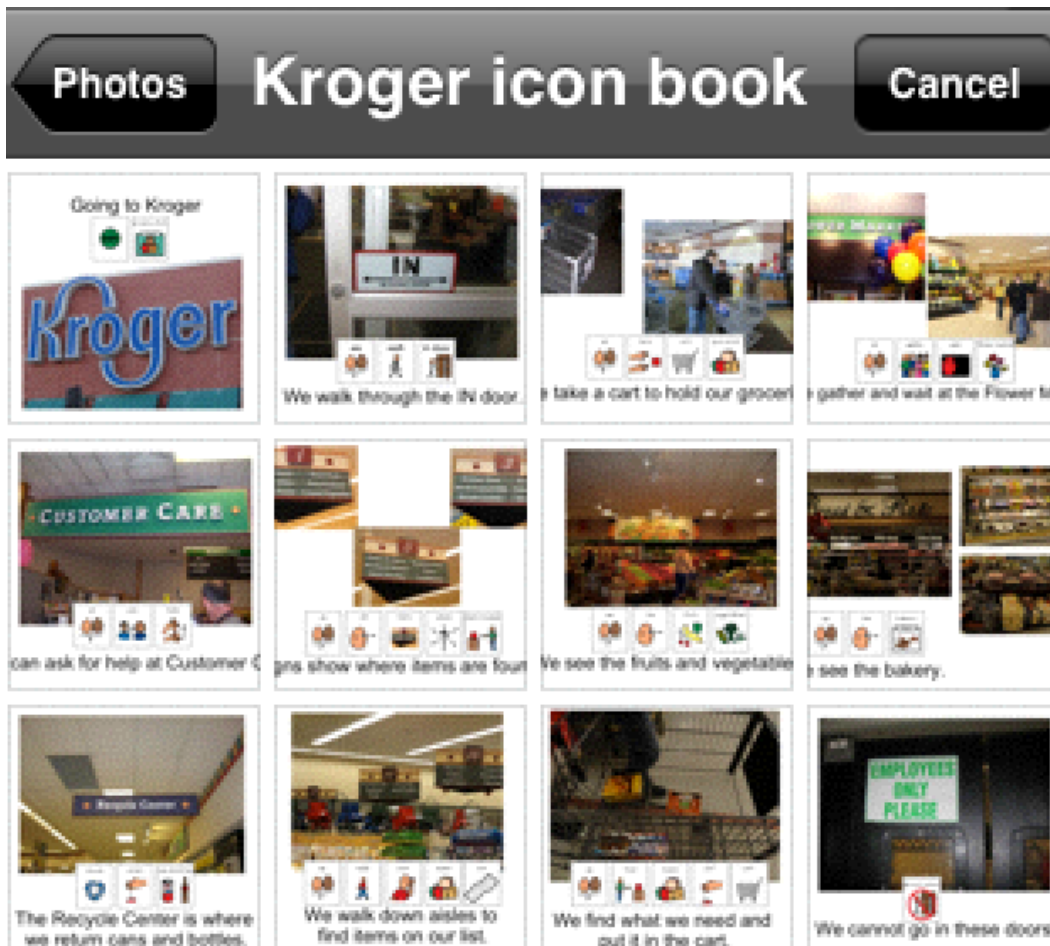 Photos
Kroger icon book
Cancel
Going to Kroger
Kroger
IN
We walk through the IN door.
take a cart to hold our grocer
gather and wait at the Flower
CUSTOMER CARE
can ask for help at Customer
gns show where items are foun
We see the fruits and vegetable
see the bakery.
Recycle Center
The Recycle Center is where
we return cans and bottles.
We walk down aisles to
find items on our list.
We find what we need and
put it in the cart.
EMPLOYEES
ONLY
PLEASE
We cannot go in these doors